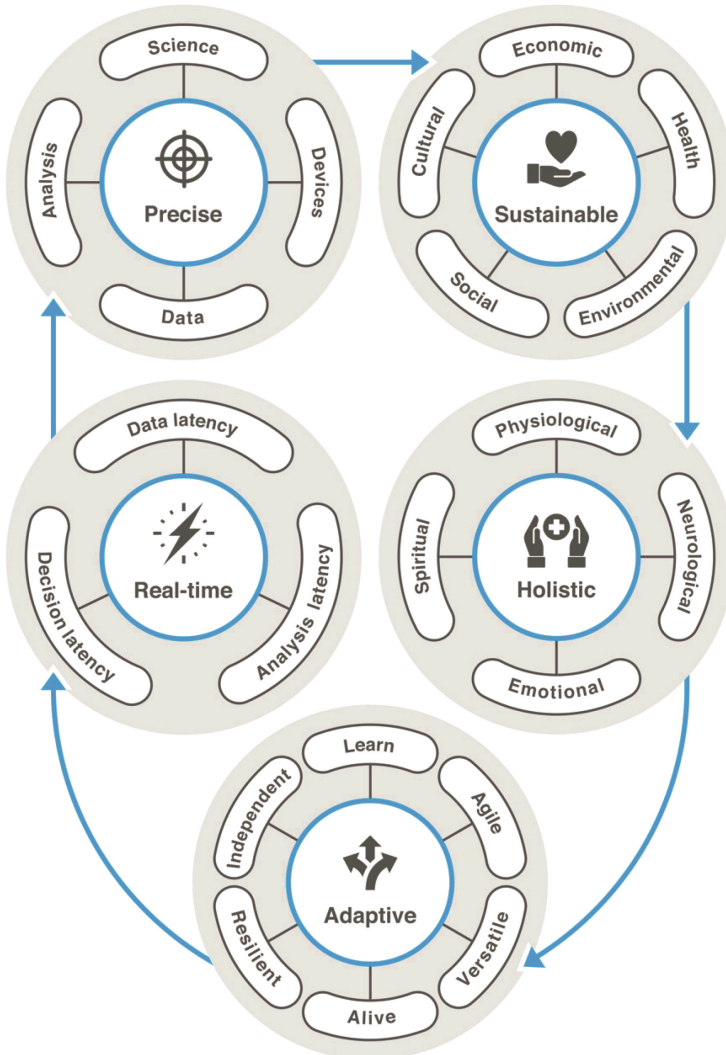 Science
Analysis
Devices
Precise
Data
Economic
Cultural
Health
Sustainable
Social
Environmental
Data latency
Decision latency
Analysis latency
Real-time
Physiological
Spiritual
Neurological
Holistic
Emotional
Learn
Independent
Agile
Adaptive
Resilient
Versatile
Alive